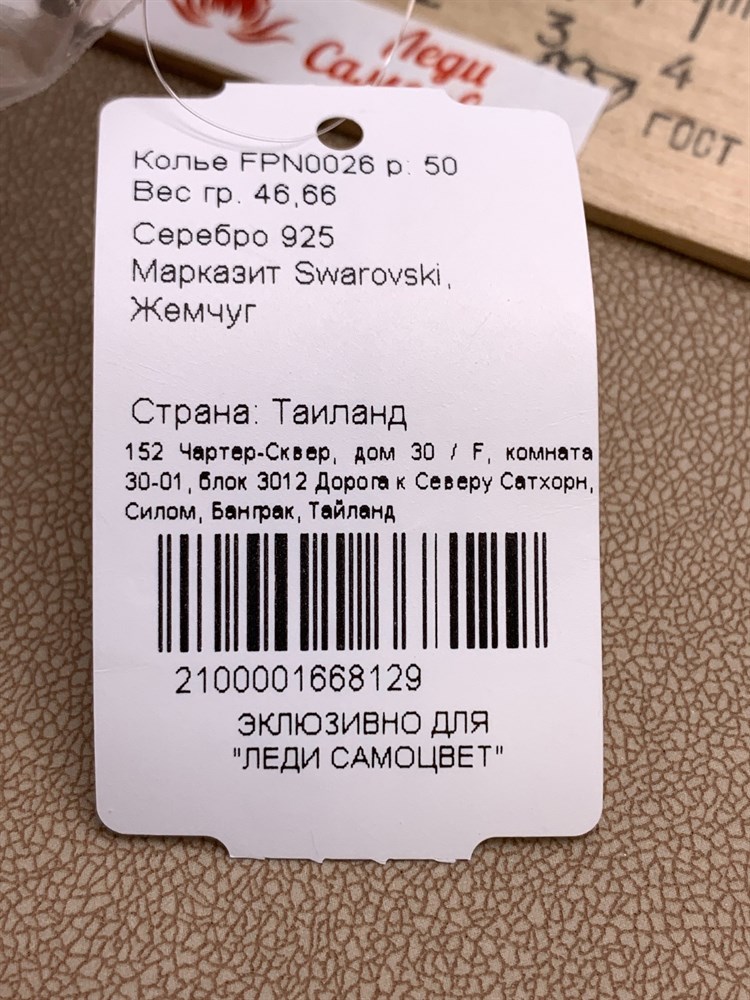 Леди
3
4
ГОСТ
Колье FPN0026 р: 50
Вес гр. 46,66
Серебро 925
Марказит Swarovski,
Жемчуг
Страна: Таиланд
152 Чартер-Сквер, дом 30 / F, комната
30-01, блок 3012 Дорога к Северу Сатхорн,
Силом, Банграк, Тайланд
2100001668129
ЭКЛЮЗИВНО ДЛЯ
"ЛЕДИ САМОЦВЕТ"